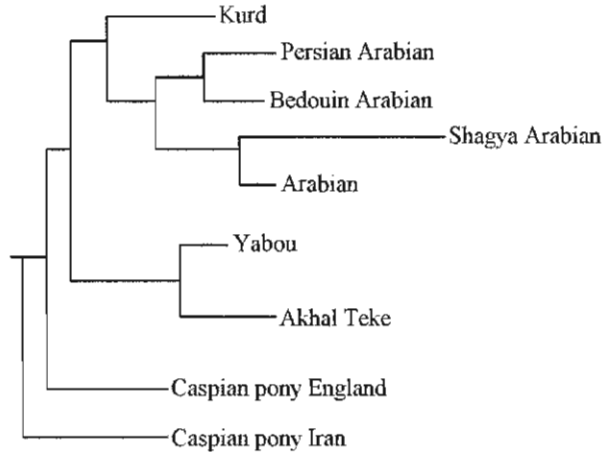 Kurd
Persian Arabian
Bedouin Arabian
Shagya Arabian
Arabian
Yabou
Akhal Teke
Caspian pony England
Caspian pony Iran